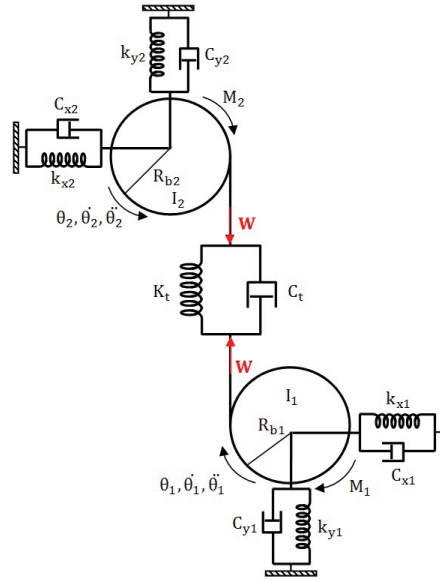 k_y2
C_y2
M_2
C_x2
k_x2
R_b2
I_2
θ_2, θ̇_2, θ̈_2
W
K_t
C_t
W
I_1
k_x1
R_b1
C_x1
θ_1, θ̇_1, θ̈_1
M_1
C_y1
k_y1